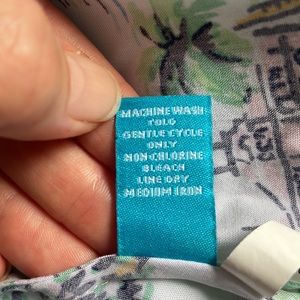 MACHINE WASH
COLD
GENTLE CYCLE
ONLY
NON-CHLORINE
BLEACH
LINE DRY
MEDIUM IRON